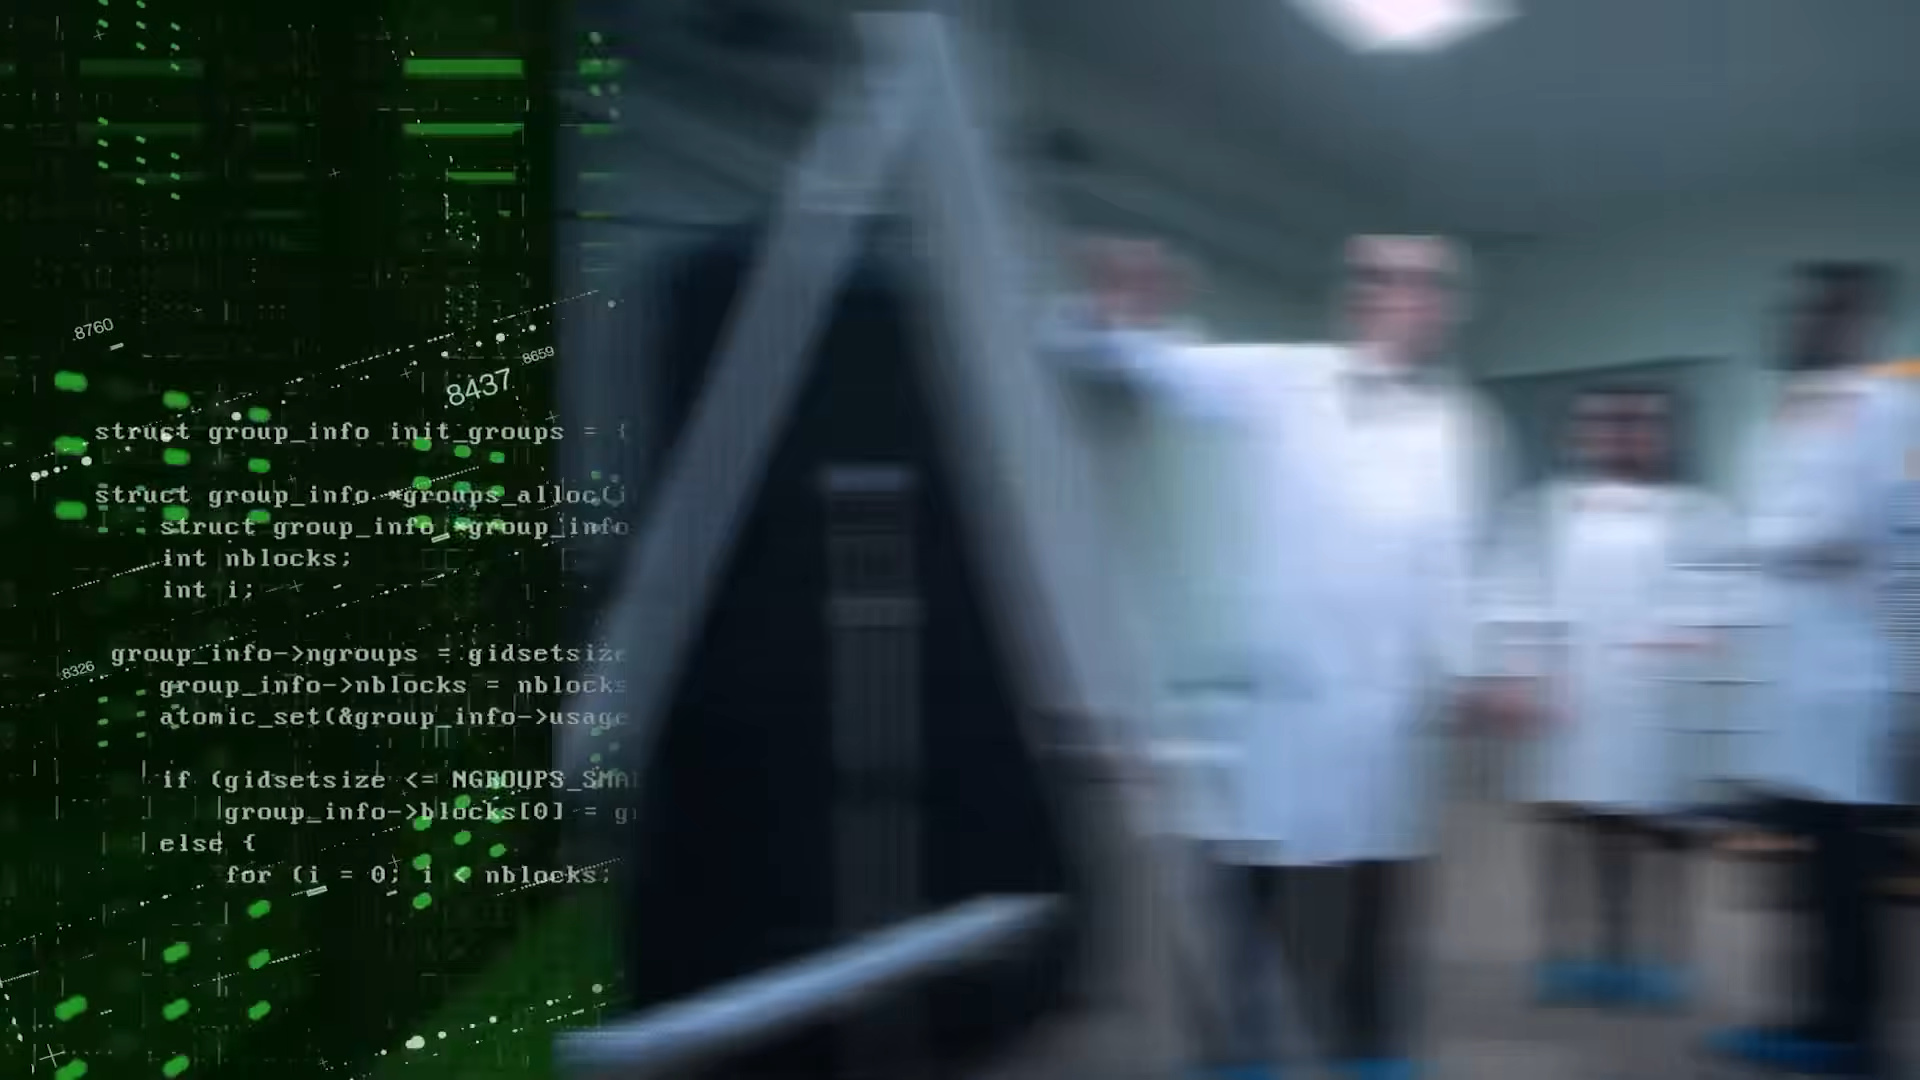 .8760
.8659
.8437
struct group_info init_groups = {
struct group_info *groups_alloc(i
struct group_info *group_info
int nblocks;
int i;
group_info->ngroups = gidsetsize
.8326
group_info->nblocks = nblocks
atomic_set(&group_info->usage
if (gidsetsize <= NGROUPS_SMA
group_info->blocks[0] = g
else {
for (i = 0; i < nblocks;